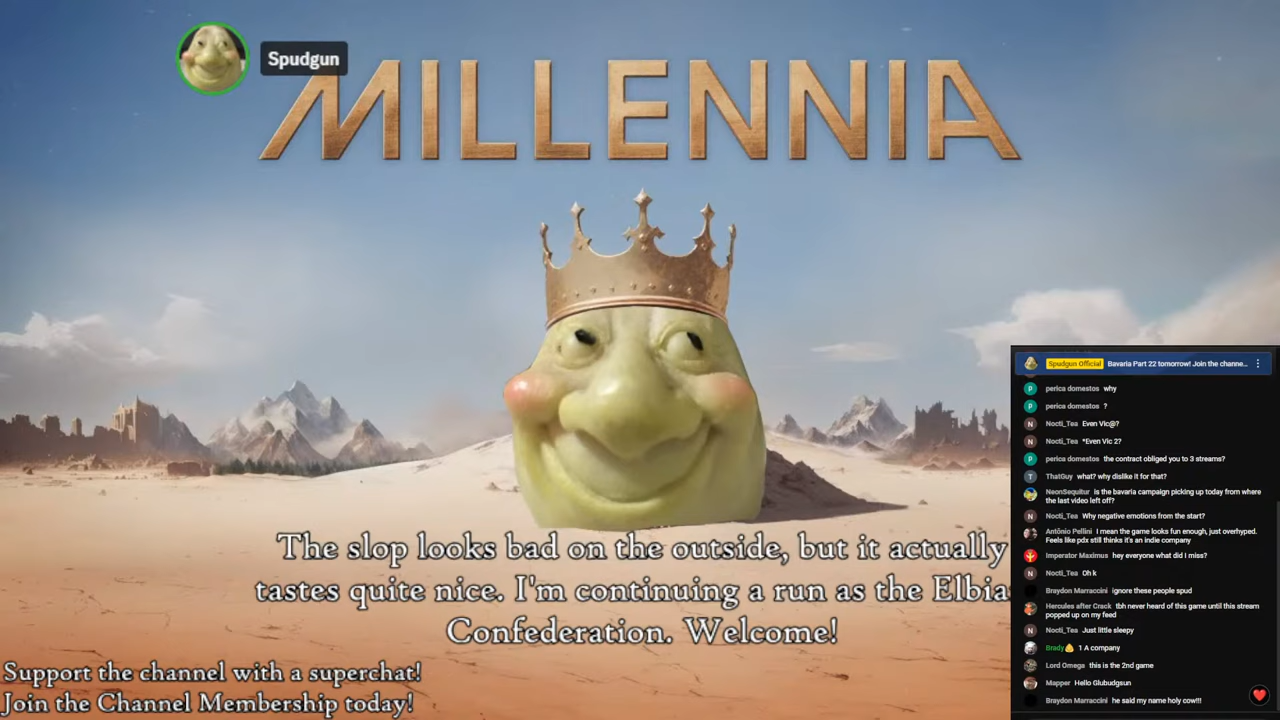 Spudgun
MILLENNIA
The slop looks bad on the outside, but it actually
tastes quite nice. I'm continuing a run as the Elbia
Confederation. Welcome!
Support the channel with a superchat!
Join the Channel Membership today!
Spudgun Official Bavaria Part 22 tomorrow! Join the channe...
P perica domestos why
P perica domestos ?
N Nocti_Tea Even Vic@?
N Nocti_Tea *Even Vic 2?
P perica domestos the contract obliged you to 3 streams?
T ThatGuy what? why dislike it for that?
NeonSequitur is the bavaria campaign picking up today from where
the last video left off?
N Nocti_Tea Why negative emotions from the start?
Antônio Pellini I mean the game looks fun enough, just overhyped.
Feels like pdx still thinks it's an indie company
Imperator Maximus hey everyone what did I miss?
N Nocti_Tea Oh k
Braydon Marraccini ignore these people spud
Hercules after Crack tbh never heard of this game until this stream
popped up on my feed
N Nocti_Tea Just little sleepy
Brady 1 A company
Lord Omega this is the 2nd game
Mapper Hello Glubudgsun
Braydon Marraccini he said my name holy cow!!!